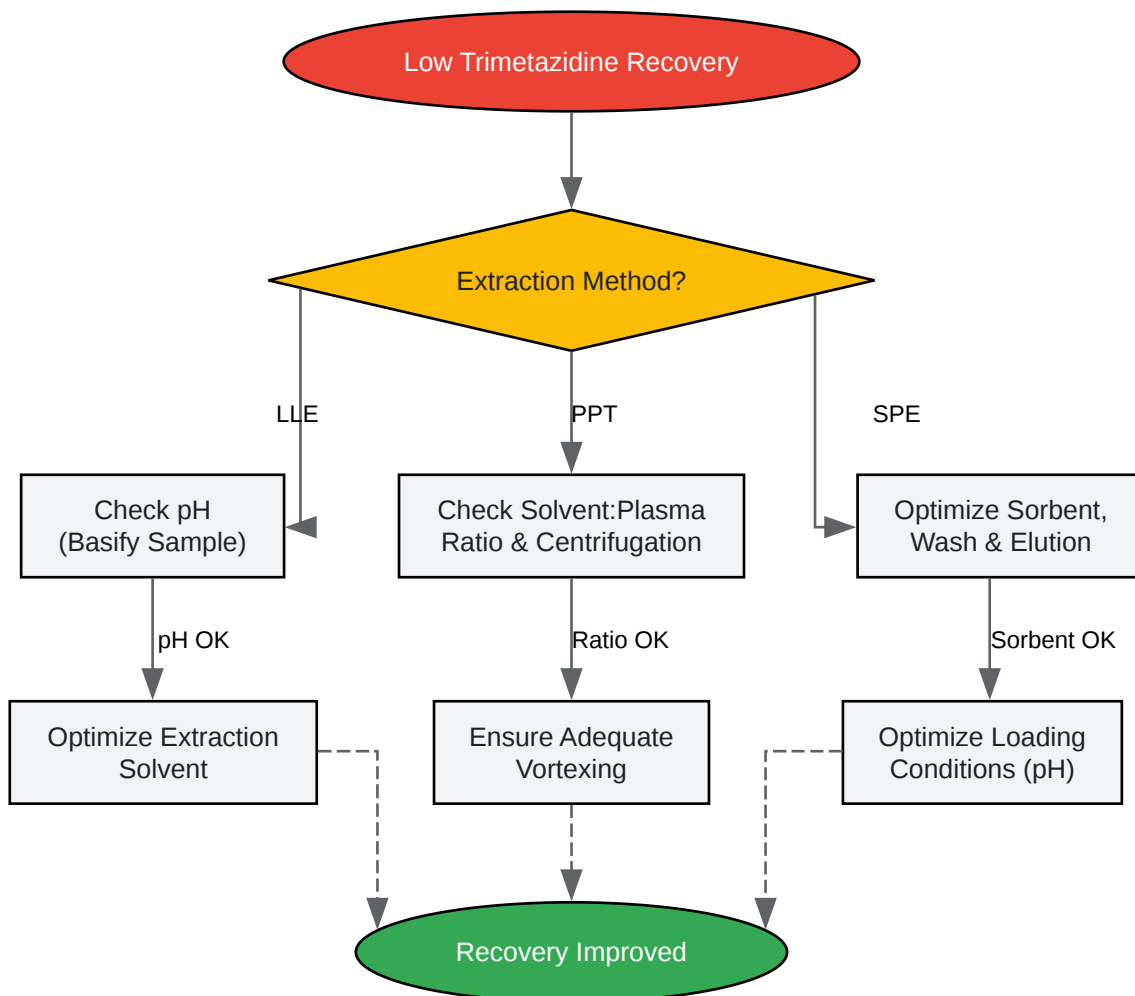 Low Trimetazidine Recovery
Extraction Method?
LLE
PPT
SPE
Check pH
(Basify Sample)
Check Solvent:Plasma
Ratio & Centrifugation
Optimize Sorbent,
Wash & Elution
pH OK
Ratio OK
Sorbent OK
Optimize Extraction
Solvent
Ensure Adequate
Vortexing
Optimize Loading
Conditions (pH)
Recovery Improved